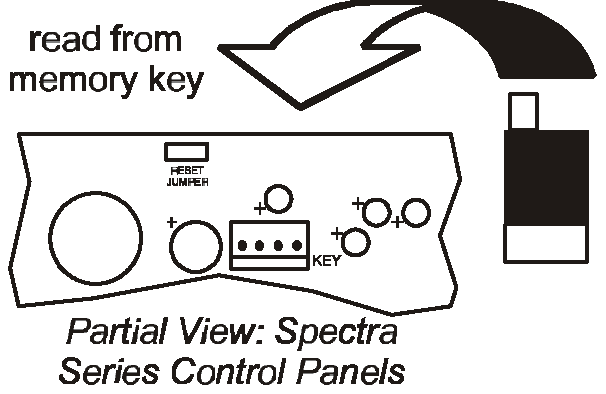 read from
memory key
RESET
JUMPER
+
+
+
+
+
KEY
Partial View: Spectra
Series Control Panels